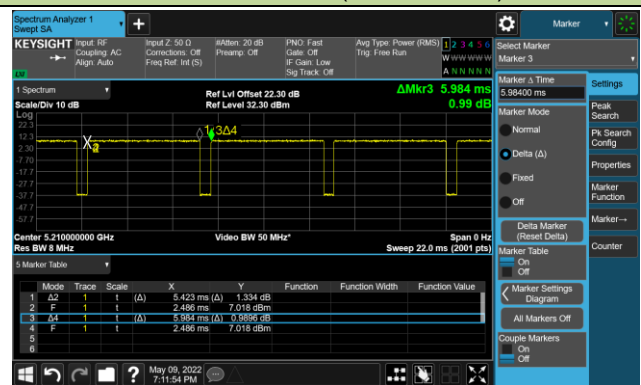 Spectrum Analyzer 1
Swept SA
+
Marker
KEYSIGHT
Input: RF
Coupling: AC
Align: Auto
Input Z: 50 Ω
Corrections: Off
Freq Ref: Int (S)
#Atten: 20 dB
Preamp: Off
PNO: Fast
Gate: Off
IF Gain: Low
Sig Track: Off
Avg Type: Power (RMS)
Trig: Free Run
1 2 3 4 5 6
W W W W W W
A N N N N N
Select Marker
Marker 3
LW
1 Spectrum
Scale/Div 10 dB
Log
Ref Lvl Offset 22.30 dB
Ref Level 32.30 dBm
ΔMkr3 5.984 ms
0.99 dB
22.3
12.3
2.30
-7.70
-17.7
-27.7
-37.7
-47.7
-57.7
1 3Δ4
Center 5.210000000 GHz
Res BW 8 MHz
Video BW 50 MHz*
Span 0 Hz
Sweep 22.0 ms (2001 pts)
5 Marker Table
Mode Trace Scale X Y Function Function Width Function Value
1 Δ2 1 t (Δ) 5.423 ms (Δ) 1.334 dB
2 F 1 t 2.486 ms 7.018 dBm
3 Δ4 1 t (Δ) 5.984 ms (Δ) 0.9896 dB
4 F 1 t 2.486 ms 7.018 dBm
5
6
Marker Δ Time
5.98400 ms
Marker Mode
Normal
Delta (Δ)
Fixed
Off
Delta Marker
(Reset Delta)
Marker Table
On
Off
Marker Settings
Diagram
All Markers Off
Couple Markers
On
Off
Settings
Peak
Search
Pk Search
Config
Properties
Marker
Function
Marker→
Counter
?
May 09, 2022
7:11:54 PM